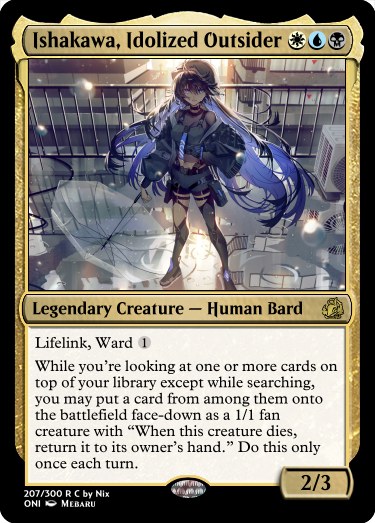 Ishakawa, Idolized Outsider
Legendary Creature — Human Bard
Lifelink, Ward 1
While you're looking at one or more cards on
top of your library except while searching,
you may put a card from among them onto
the battlefield face-down as a 1/1 fan
creature with “When this creature dies,
return it to its owner's hand.” Do this only
once each turn.
207/300 R C by Nix
ONI MEBARU
2/3